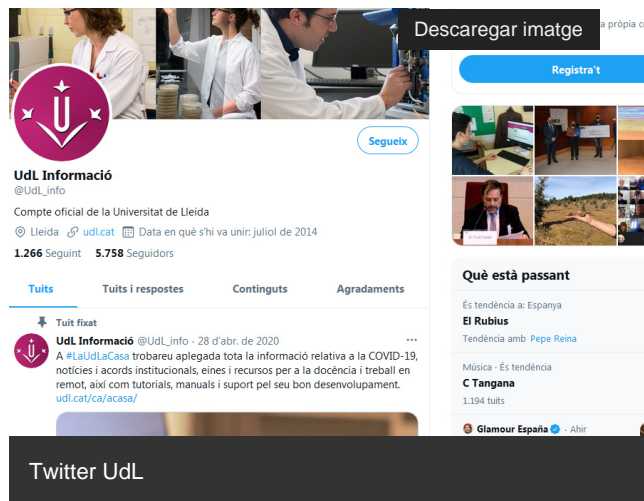 Descaregar imatge
a pròpia
Registra't
Segueix
UdL Informació
@UdL_info
Compte oficial de la Universitat de Lleida
Lleida udl.cat Data en què s'hi va unir: juliol de 2014
1.266 Seguint 5.758 Seguidors
Tuits Tuits i respostes Continguts Agradaments
Tuit fixat
UdL Informació @UdL_info · 28 d'abr. de 2020
A #LaUdLaCasa trobareu aplegada tota la informació relativa a la COVID-19,
notícies i acords institucionals, eines i recursos per a la docència i treball en
remot, així com tutorials, manuals i suport pel seu bon desenvolupament.
udl.cat/ca/acasa/
Què està passant
És tendència a: Espanya
El Rubius
Tendència amb Pepe Reina
Música · És tendència
C Tangana
1.194 tuits
Glamour España · Ahir
Twitter UdL